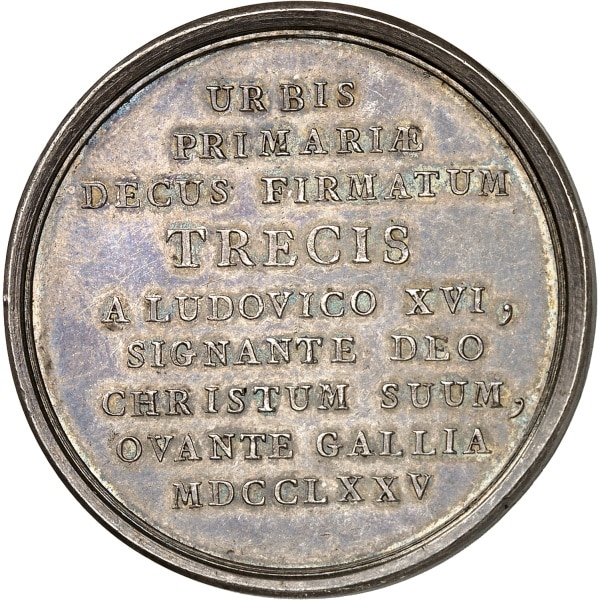 URBIS
PRIMARIÆ
DECUS FIRMATUM
TRECIS
A LUDOVICO XVI,
SIGNANTE DEO
CHRISTUM SUUM,
OVANTE GALLIA
MDCCLXXV